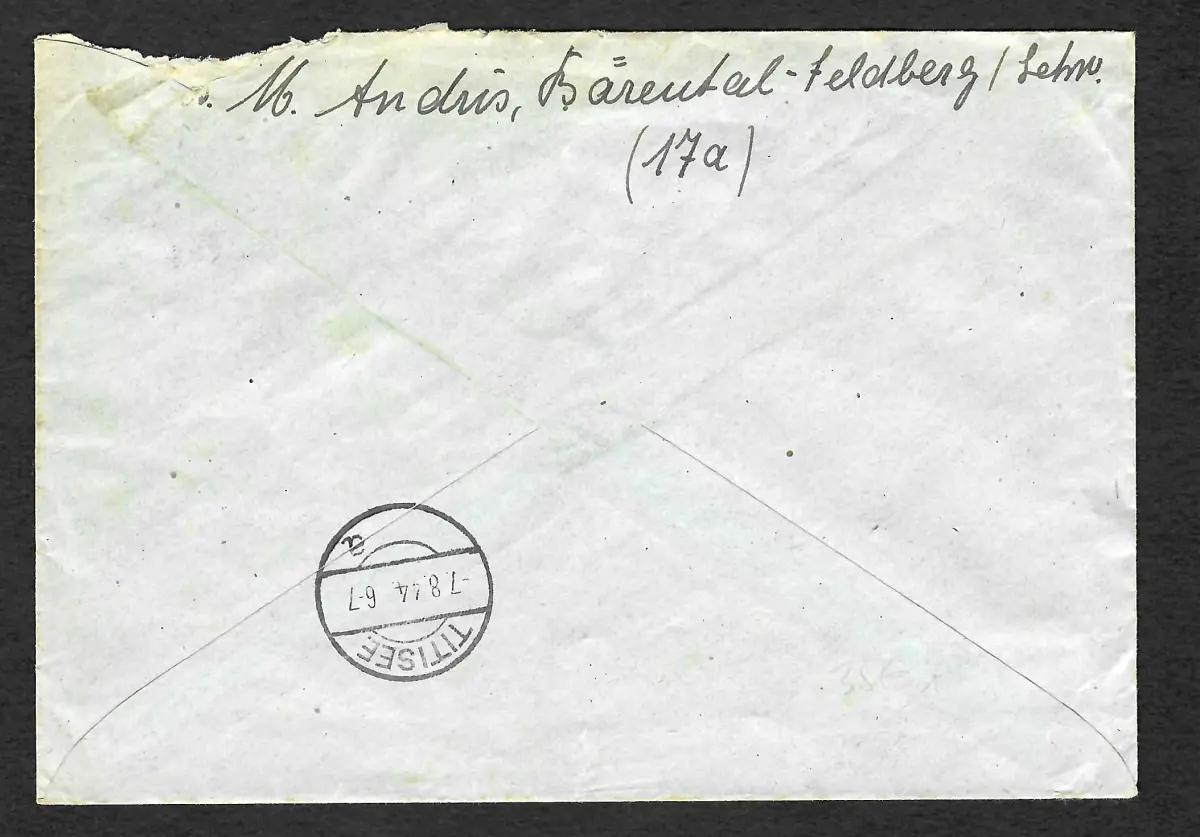 M. Andris, Bärental-Feldberg / Schw.
(17a)
a
-7.8.44. 6-7
TITISEE